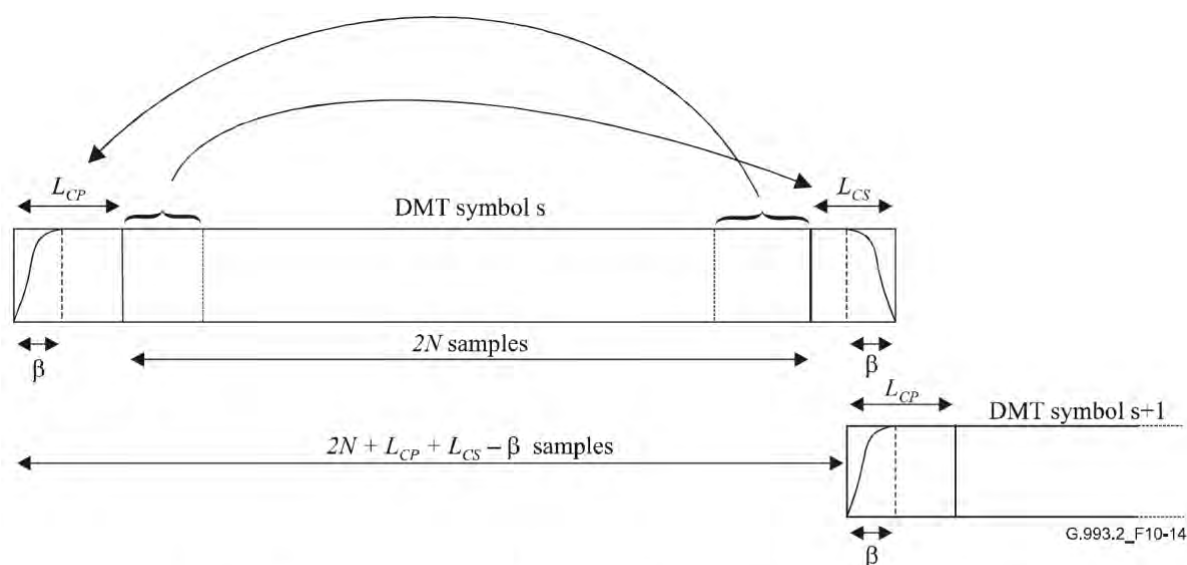 L_CP
DMT symbol s
L_CS
2N samples
β
β
L_CP
DMT symbol s+1
2N + L_CP + L_CS – β samples
β
G.993.2_F10-14